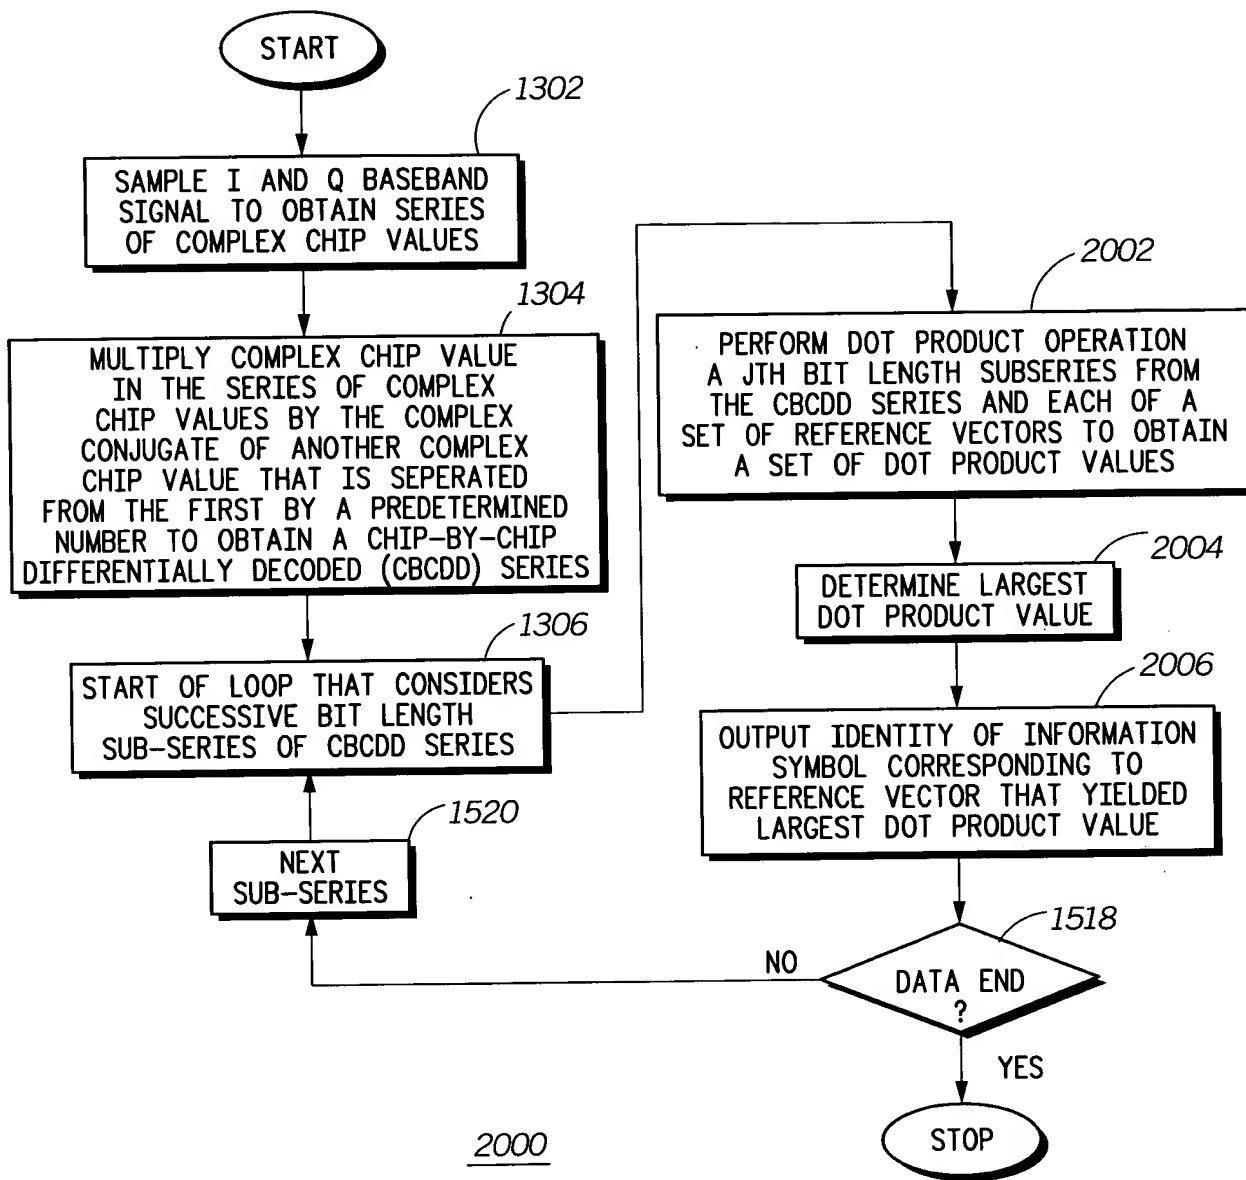 START
1302
SAMPLE I AND Q BASEBAND
SIGNAL TO OBTAIN SERIES
OF COMPLEX CHIP VALUES
1304
MULTIPLY COMPLEX CHIP VALUE
IN THE SERIES OF COMPLEX
CHIP VALUES BY THE COMPLEX
CONJUGATE OF ANOTHER COMPLEX
CHIP VALUE THAT IS SEPERATED
FROM THE FIRST BY A PREDETERMINED
NUMBER TO OBTAIN A CHIP-BY-CHIP
DIFFERENTIALLY DECODED (CBCDD) SERIES
1306
START OF LOOP THAT CONSIDERS
SUCCESSIVE BIT LENGTH
SUB-SERIES OF CBCDD SERIES
1520
NEXT
SUB-SERIES
2002
PERFORM DOT PRODUCT OPERATION
A JTH BIT LENGTH SUBSERIES FROM
THE CBCDD SERIES AND EACH OF A
SET OF REFERENCE VECTORS TO OBTAIN
A SET OF DOT PRODUCT VALUES
2004
DETERMINE LARGEST
DOT PRODUCT VALUE
2006
OUTPUT IDENTITY OF INFORMATION
SYMBOL CORRESPONDING TO
REFERENCE VECTOR THAT YIELDED
LARGEST DOT PRODUCT VALUE
1518
DATA END
?
NO
YES
STOP
2000